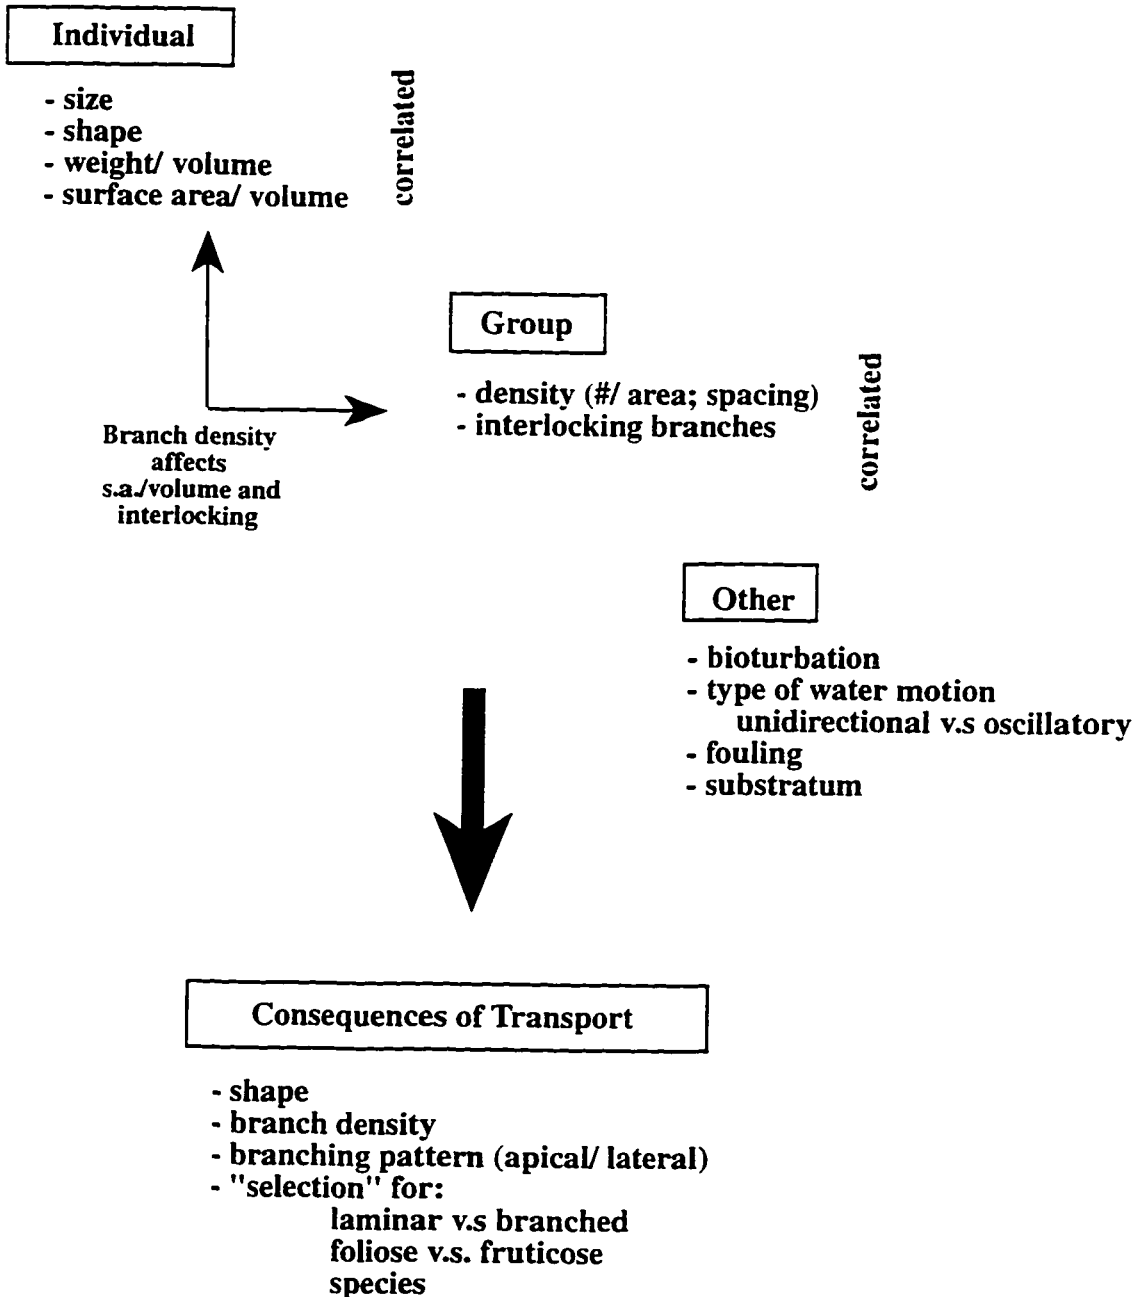 Individual
- size
- shape
- weight/ volume
- surface area/ volume
correlated
Group
- density (#/ area; spacing)
- interlocking branches
correlated
Branch density
affects
s.a./volume and
interlocking
Other
- bioturbation
- type of water motion
unidirectional v.s oscillatory
- fouling
- substratum
Consequences of Transport
- shape
- branch density
- branching pattern (apical/ lateral)
- "selection" for:
laminar v.s branched
foliose v.s. fruticose
species